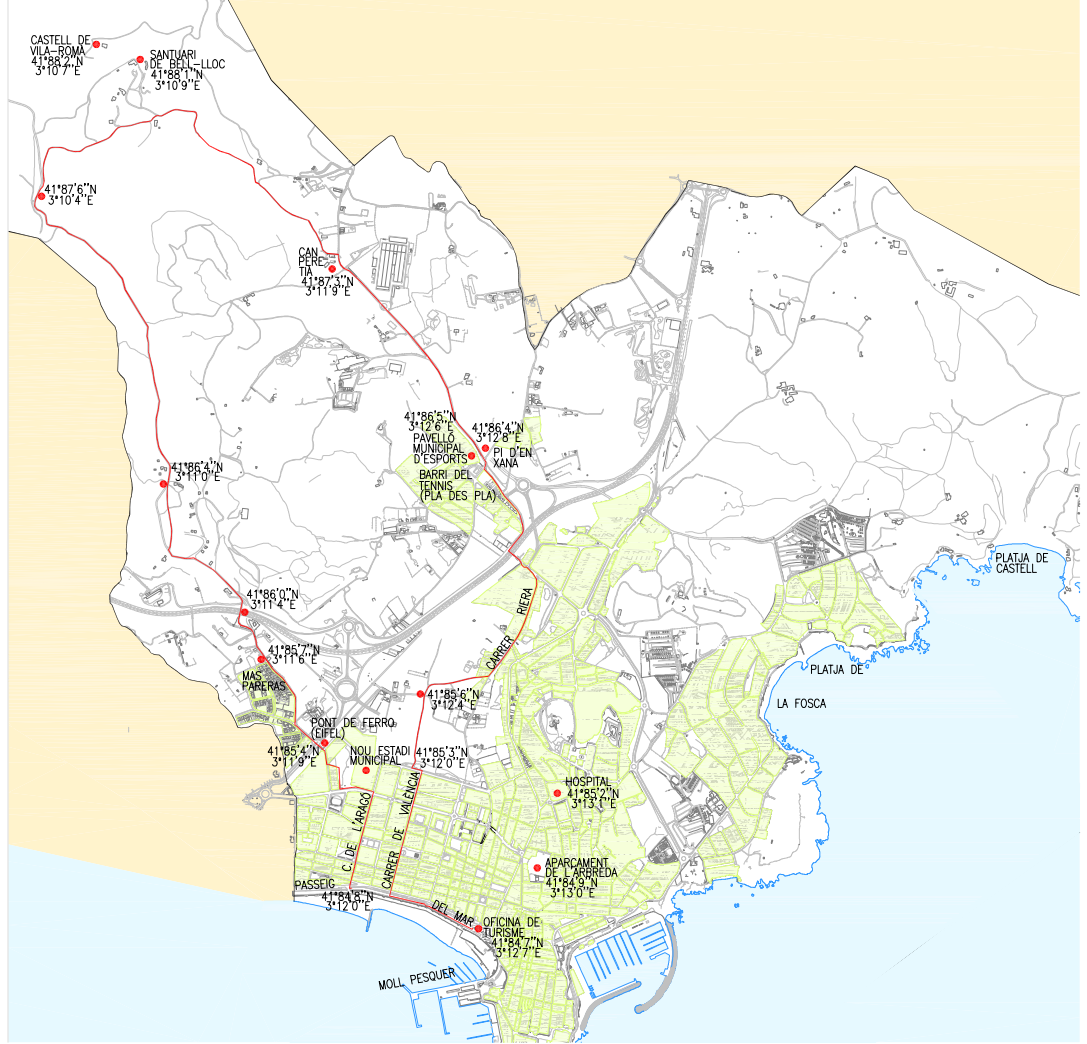 CASTELL DE
VILA-ROMÀ
41°88'2''N
3°10'7''E
SANTUARI
DE BELL-LLOC
41°88'1''N
3°10'9''E
41°87'6''N
3°10'4''E
CAN
PERE
TIÀ
41°87'3''N
3°11'9''E
41°86'5''N
3°12'6''E
PAVELLÓ
MUNICIPAL
D'ESPORTS
41°86'4''N
3°12'8''E
PI D'EN
XANA
BARRI DEL
TENNIS
(PLA DES PLA)
41°86'4''N
3°11'0''E
PLATJA DE
CASTELL
41°86'0''N
3°11'4''E
CARRER RIERA
41°85'7''N
3°11'6''E
MAS
PARERAS
PLATJA DE
LA FOSCA
41°85'6''N
3°12'4''E
PONT DE FERRO
(EIFEL)
41°85'4''N
3°11'9''E
NOU ESTADI
MUNICIPAL
41°85'3''N
3°12'0''E
HOSPITAL
41°85'2''N
3°13'1''E
C. DE L'ARAGÓ
CARRER DE VALÈNCIA
APARCAMENT
DE L'ARBREDA
41°84'9''N
3°13'0''E
PASSEIG DEL MAR
41°84'8''N
3°12'0''E
OFICINA DE
TURISME
41°84'7''N
3°12'7''E
MOLL PESQUER